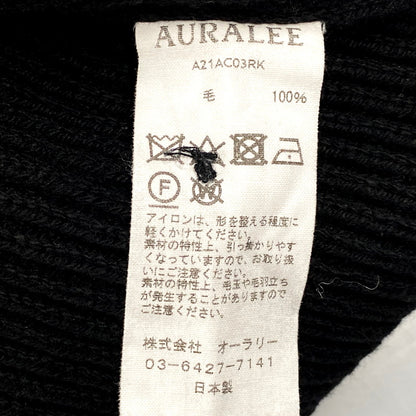 AURALEE
A21AC03RK
毛 100%
F
W
アイロンは、形を整える程度に
軽くかけてください。
素材の特性上、引っ掛かりやす
くなっていますので、お取り扱
いにご注意ください。
素材の特性上、毛玉や毛羽立ち
が発生することがありますので
ご注意ください。
株式会社 オーラリー
03-6427-7141
日本製